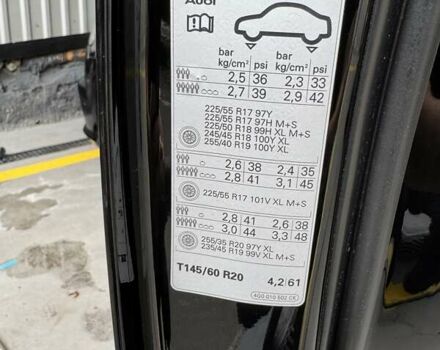 Audi
bar kg/cm² psi bar kg/cm² psi
2,5 36 2,3 33
2,7 39 2,9 42
225/55 R17 97Y
225/55 R17 97H M+S
225/50 R18 99H XL M+S
245/45 R18 100Y XL
255/40 R19 100Y XL
2,6 38 2,4 35
2,8 41 3,1 45
225/55 R17 101V XL M+S
2,8 41 2,6 38
3,0 44 3,3 48
255/35 R20 97Y XL
235/45 R19 99V XL M+S
T145/60 R20 4,2 61
4G0 010 502 CK